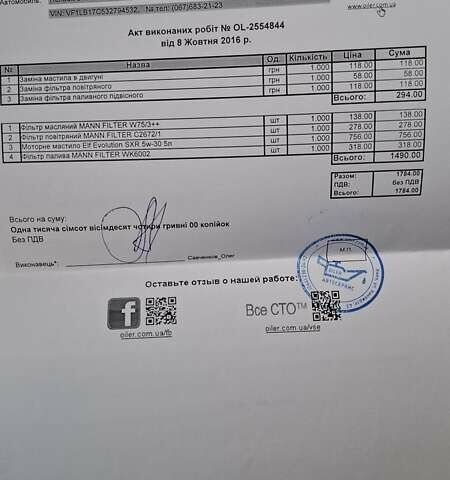 Автомобиль:
VIN: VF1LB17C532794532, №тел: (067)683-21-23
www.oiler.com.ua
Акт виконаних робіт № OL-2554844
від 8 Жовтня 2016 р.
№ Назва Од. Кількість Ціна Сума
1 Заміна мастила в двигуні грн 1.000 118.00 118.00
2 Заміна фільтра повітряного грн 1.000 58.00 58.00
3 Заміна фільтра паливного підвісного грн 1.000 118.00 118.00
Всього: 294.00
1 Фільтр масляний MANN FILTER W75/3++ шт 1.000 138.00 138.00
2 Фільтр повітряний MANN FILTER C2672/1 шт 1.000 278.00 278.00
3 Моторне мастило Elf Evolution SXR 5w-30 5л шт 1.000 756.00 756.00
4 Фільтр палива MANN FILTER WK6002 шт 1.000 318.00 318.00
Всього: 1490.00
Разом: 1784.00
ПДВ: без ПДВ
Всього: 1784.00
Всього на суму:
Одна тисяча сімсот вісімдесят чотири гривні 00 копійок
Без ПДВ
Виконавець*: Савченков_Олег
М.П.
OILER
АВТОСЕРВИС
Оставьте отзыв о нашей работе:
f
Все СТО™
oiler.com.ua/fb
oiler.com.ua/vse